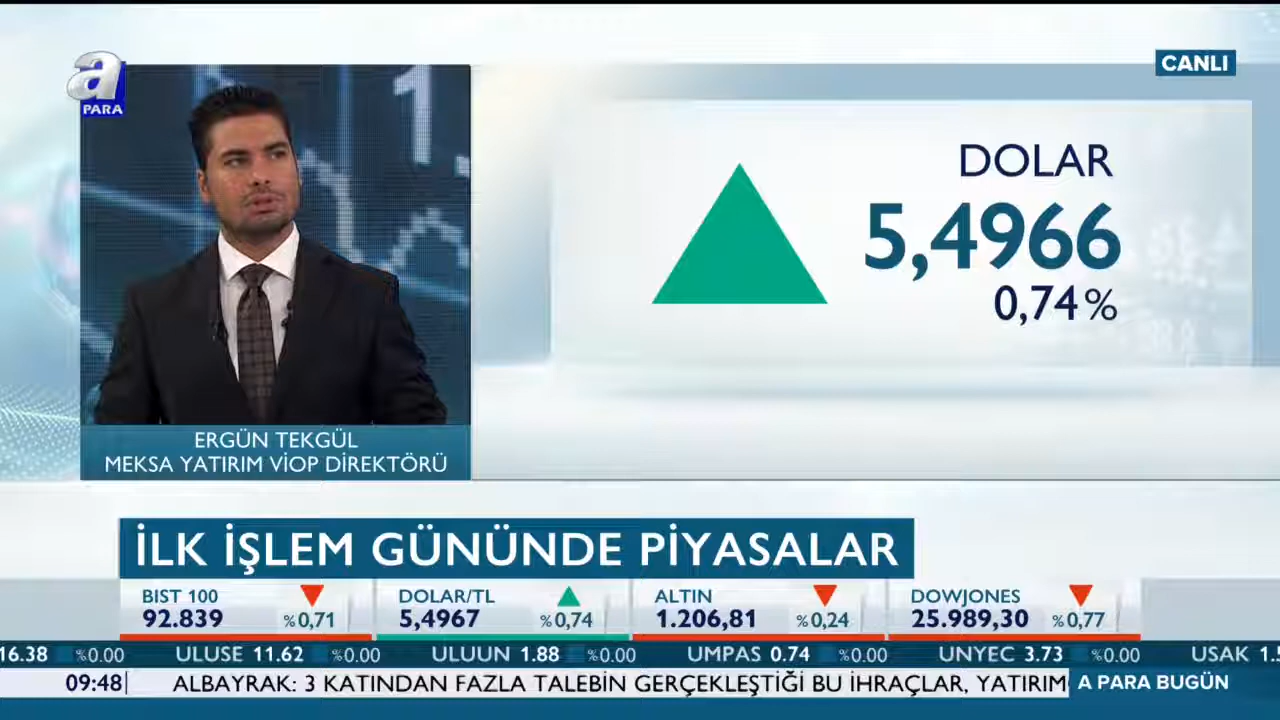 a
PARA
CANLI
1.
DOLAR
5,4966
0,74%
ERGÜN TEKGÜL
MEKSA YATIRIM VİOP DİREKTÖRÜ
İLK İŞLEM GÜNÜNDE PİYASALAR
BIST 100
92.839 %0,71
DOLAR/TL
5,4967 %0,74
ALTIN
1.206,81 %0,24
DOWJONES
25.989,30 %0,77
16.38 %0.00 ULUSE 11.62 %0.00 ULUUN 1.88 %0.00 UMPAS 0.74 %0.00 UNYEC 3.73 %0.00 USAK 1.5
09:48 ALBAYRAK: 3 KATINDAN FAZLA TALEBİN GERÇEKLEŞTİĞİ BU İHRAÇLAR, YATIRIM A PARA BUGÜN